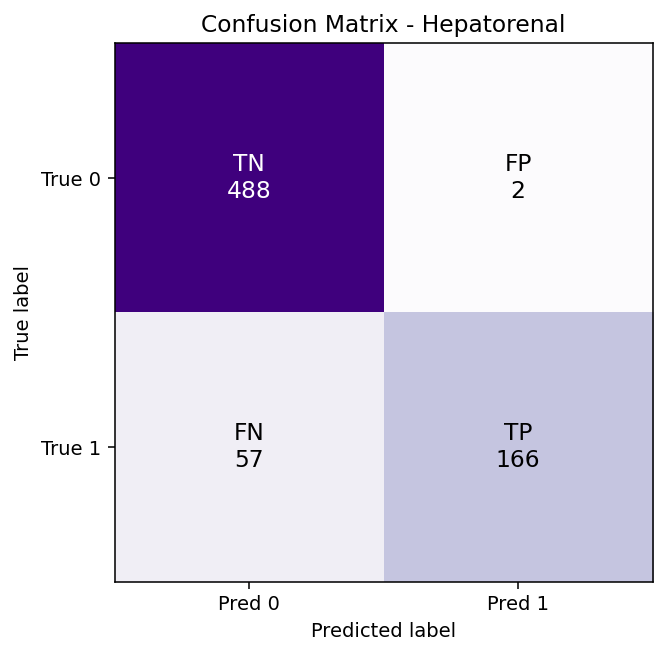 Confusion Matrix - Hepatorenal
True label
True 0
TN
488
FP
2
True 1
FN
57
TP
166
Pred 0
Pred 1
Predicted label